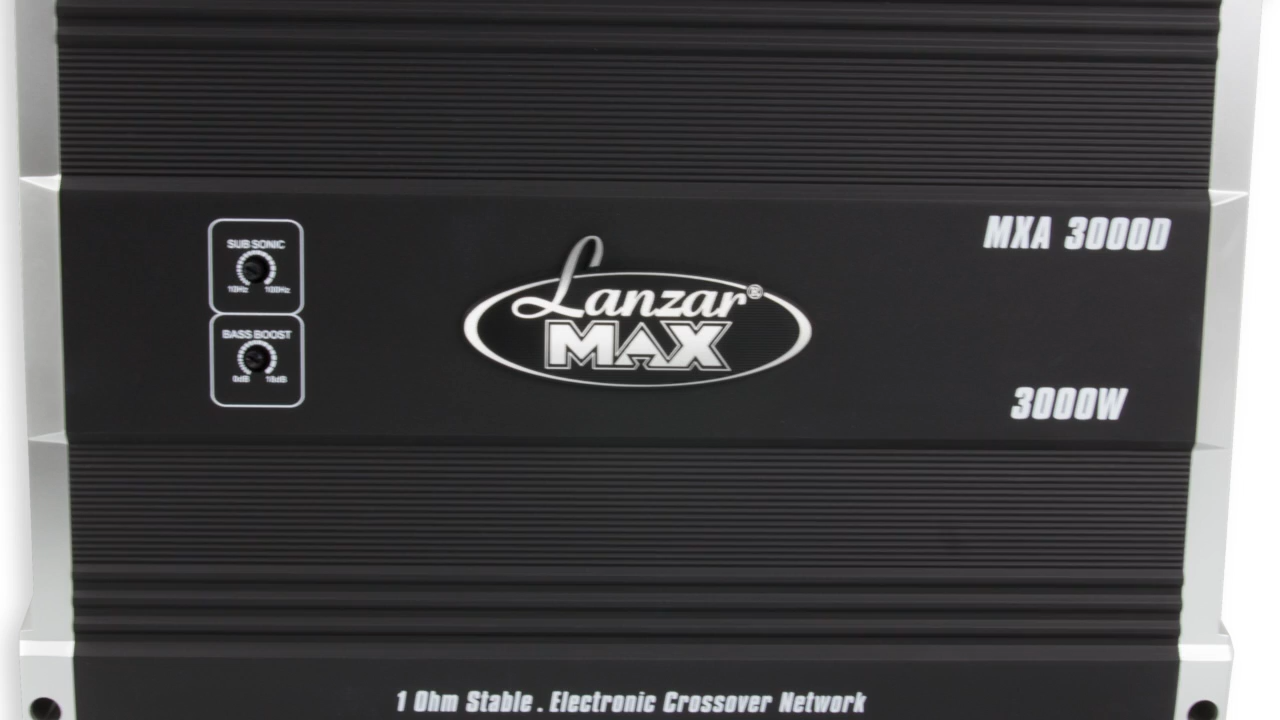 SUB SONIC
10Hz 100Hz
BASS BOOST
0dB 18dB
Lanzar®
MAX
MXA 3000D
3000W
1 Ohm Stable . Electronic Crossover Network